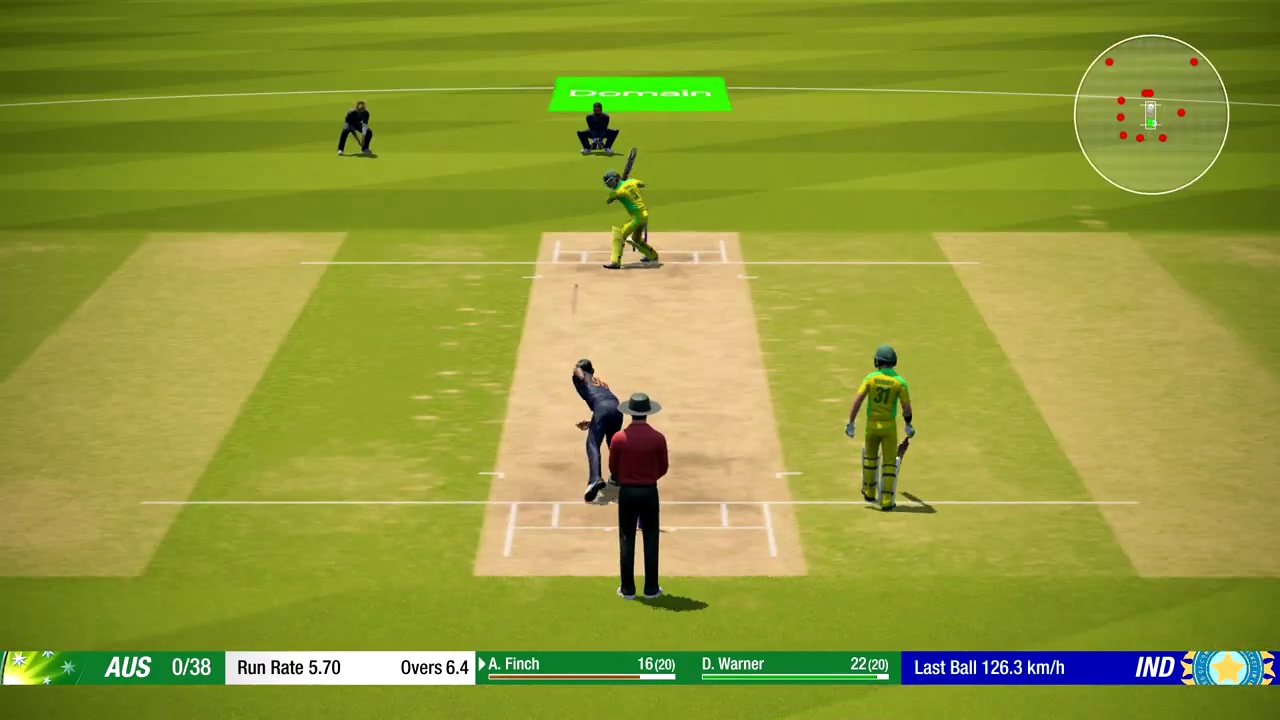 Domain
31
AUS 0/38 Run Rate 5.70 Overs 6.4 A. Finch 16(20) D. Warner 22(20) Last Ball 126.3 km/h IND